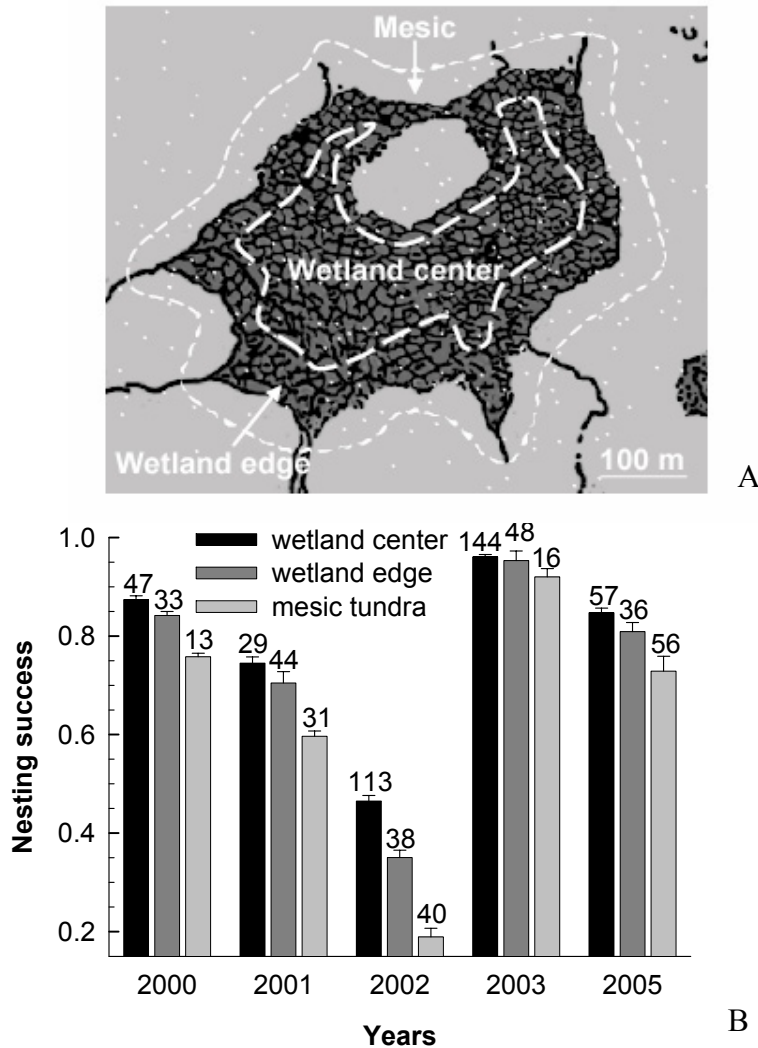 Mesic
Wetland center
Wetland edge
100 m
A
1.0
0.8
0.6
0.4
0.2
Nesting success
wetland center
wetland edge
mesic tundra
47
33
13
29
44
31
113
38
40
144
48
16
57
36
56
2000 2001 2002 2003 2005
Years
B